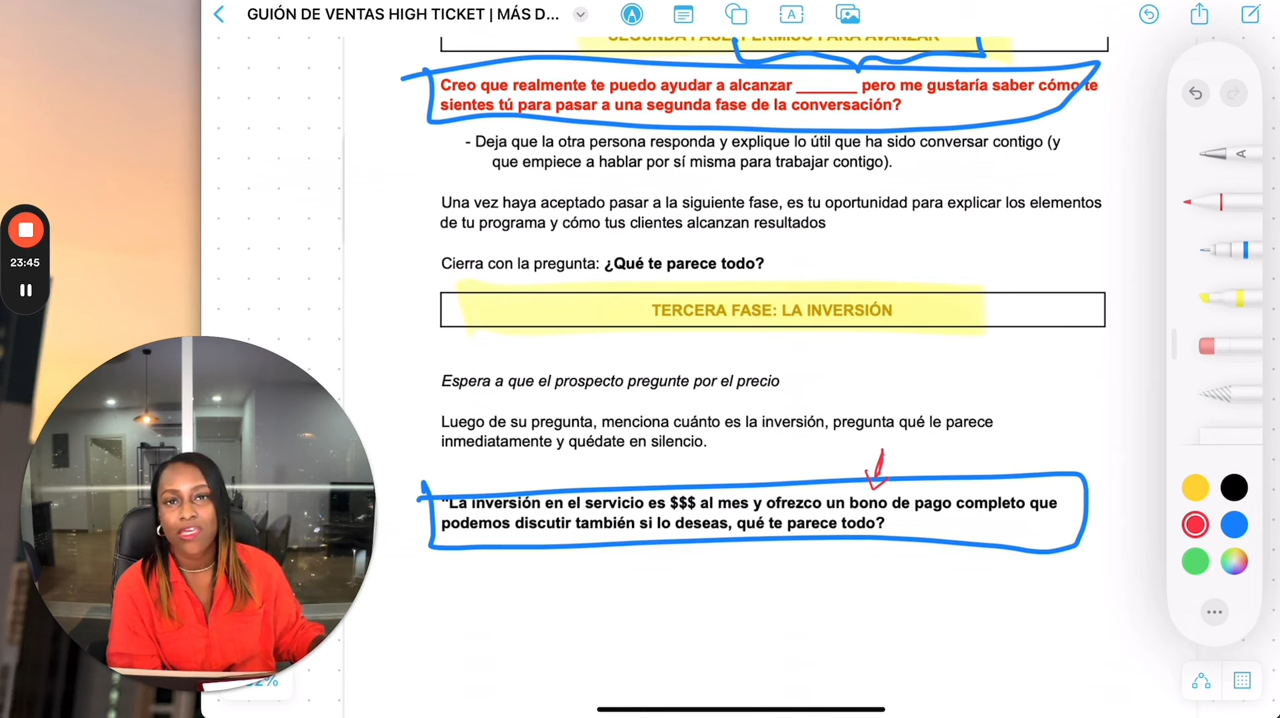 GUIÓN DE VENTAS HIGH TICKET | MÁS D...
SEGUNDA FASE: PERMISO PARA AVANZAR
Creo que realmente te puedo ayudar a alcanzar _______ pero me gustaría saber cómo te
sientes tú para pasar a una segunda fase de la conversación?
- Deja que la otra persona responda y explique lo útil que ha sido conversar contigo (y
que empiece a hablar por sí misma para trabajar contigo).
Una vez haya aceptado pasar a la siguiente fase, es tu oportunidad para explicar los elementos
de tu programa y cómo tus clientes alcanzan resultados
Cierra con la pregunta: ¿Qué te parece todo?
23:45
TERCERA FASE: LA INVERSIÓN
Espera a que el prospecto pregunte por el precio
Luego de su pregunta, menciona cuánto es la inversión, pregunta qué le parece
inmediatamente y quédate en silencio.
"La inversión en el servicio es $$$ al mes y ofrezco un bono de pago completo que
podemos discutir también si lo deseas, qué te parece todo?
A
A